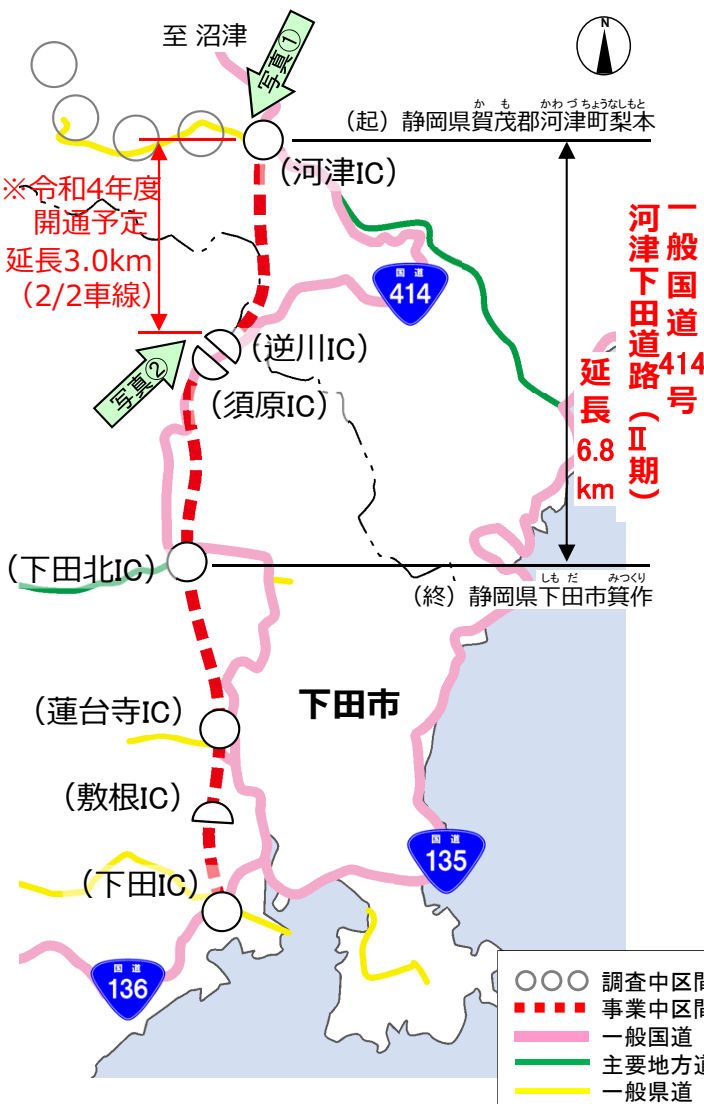 至 沼津
写真①
N
(起) 静岡県賀茂郡河津町梨本
か も かわづちょうなしもと
(河津IC)
※令和4年度
開通予定
延長3.0km
(2/2車線)
国道
414
一般国道414号
河津下田道路(Ⅱ期)
延長6.8km
(逆川IC)
写真②
(須原IC)
(下田北IC)
しもだ みつくり
(終) 静岡県下田市箕作
(蓮台寺IC)
下田市
(敷根IC)
国道
135
(下田IC)
国道
136
調査中区間
事業中区間
一般国道
主要地方道
一般県道